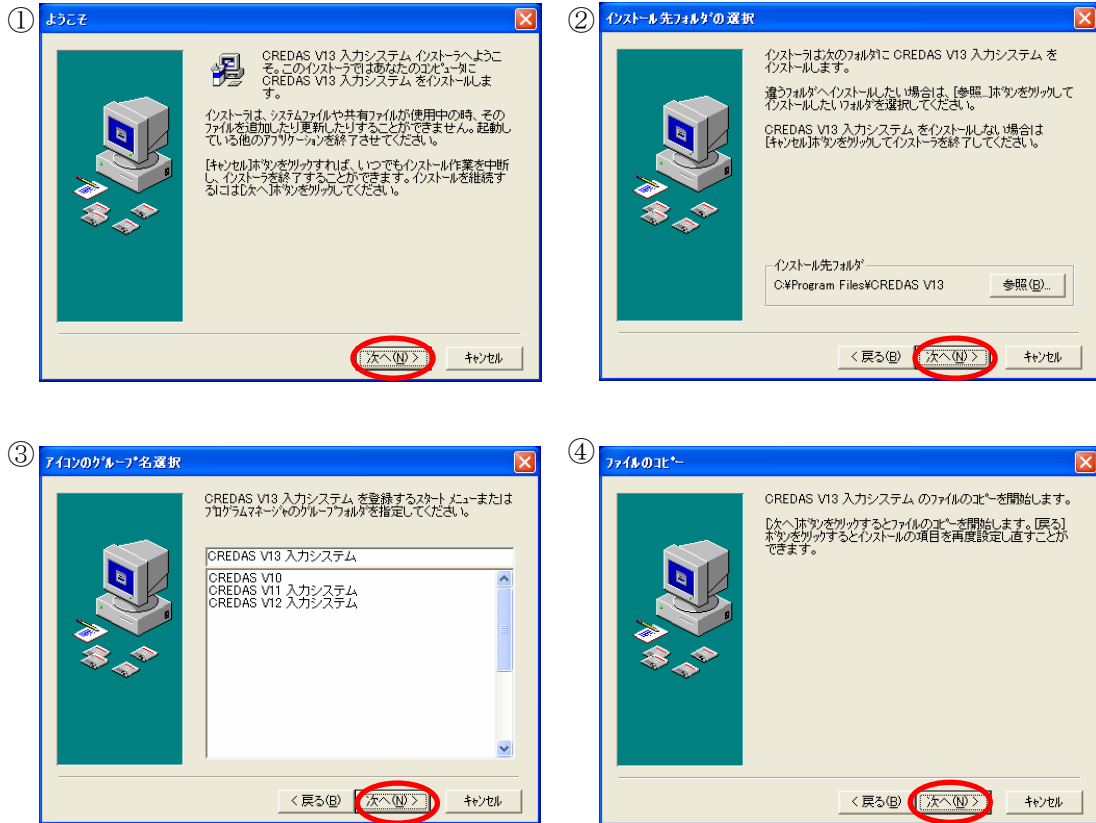 ①
ようこそ
CREDAS V13 入力システム インストーラへようこ
そ。このインストーラではあなたのコンピュータに
CREDAS V13 入力システム をインストールしま
す。
インストーラは、システムファイルや共有ファイルが使用中の時、その
ファイルを追加したり更新したりすることができません。起動し
ている他のアプリケーションを終了させてください。
[キャンセル]ボタンをクリックすれば、いつでもインストール作業を中断
し、インストーラを終了することができます。インストールを継続す
るには[次へ]ボタンをクリックしてください。
次へ(N) >
キャンセル
②
インストール先フォルダの選択
インストーラは次のフォルダに CREDAS V13 入力システム を
インストールします。
違うフォルダへインストールしたい場合は、[参照...]ボタンをクリックして
インストールしたいフォルダを選択してください。
CREDAS V13 入力システム をインストールしない場合は
[キャンセル]ボタンをクリックしてインストーラを終了してください。
インストール先フォルダ
C:¥Program Files¥CREDAS V13
参照(B)...
< 戻る(B)
次へ(N) >
キャンセル
③
アイコンのグループ名選択
CREDAS V13 入力システム を登録するスタート メニューまたは
プログラムマネージャのグループフォルダを指定してください。
CREDAS V13 入力システム
CREDAS V10
CREDAS V11 入力システム
CREDAS V12 入力システム
< 戻る(B)
次へ(N) >
キャンセル
④
ファイルのコピー
CREDAS V13 入力システム のファイルのコピーを開始します。
[次へ]ボタンをクリックするとファイルのコピーを開始します。[戻る]
ボタンをクリックするとインストールの項目を再度設定し直すことが
できます。
< 戻る(B)
次へ(N) >
キャンセル